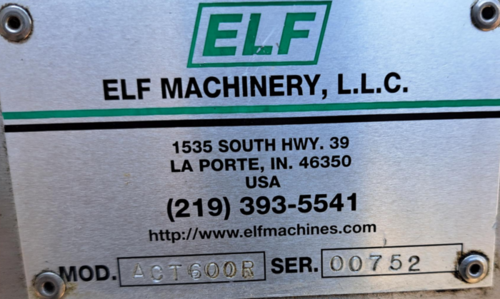 ELF
ELF MACHINERY, L.L.C.
1535 SOUTH HWY. 39
LA PORTE, IN. 46350
USA
(219) 393-5541
http://www.elfmachines.com
MOD. ACT600R SER. 00752